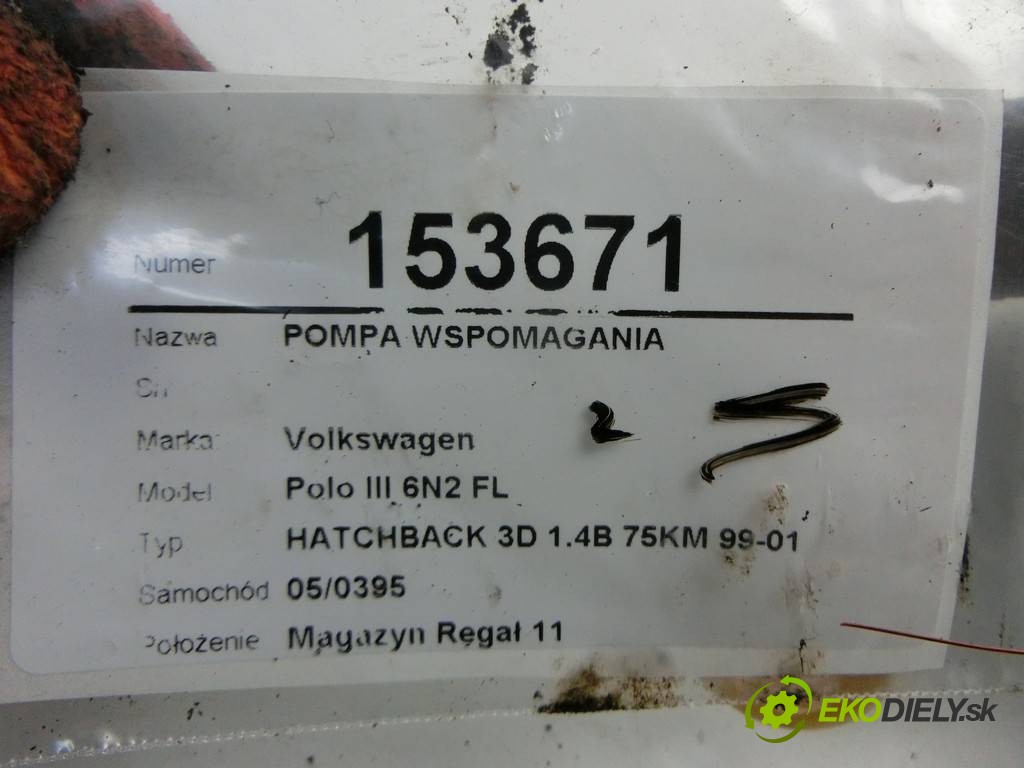 Numer 153671
Nazwa POMPA WSPOMAGANIA
Sn
Marka: Volkswagen
Model Polo III 6N2 FL
Typ HATCHBACK 3D 1.4B 75KM 99-01
Samochód 05/0395
Położenie Magazyn Regał 11
EKODIELY.sk